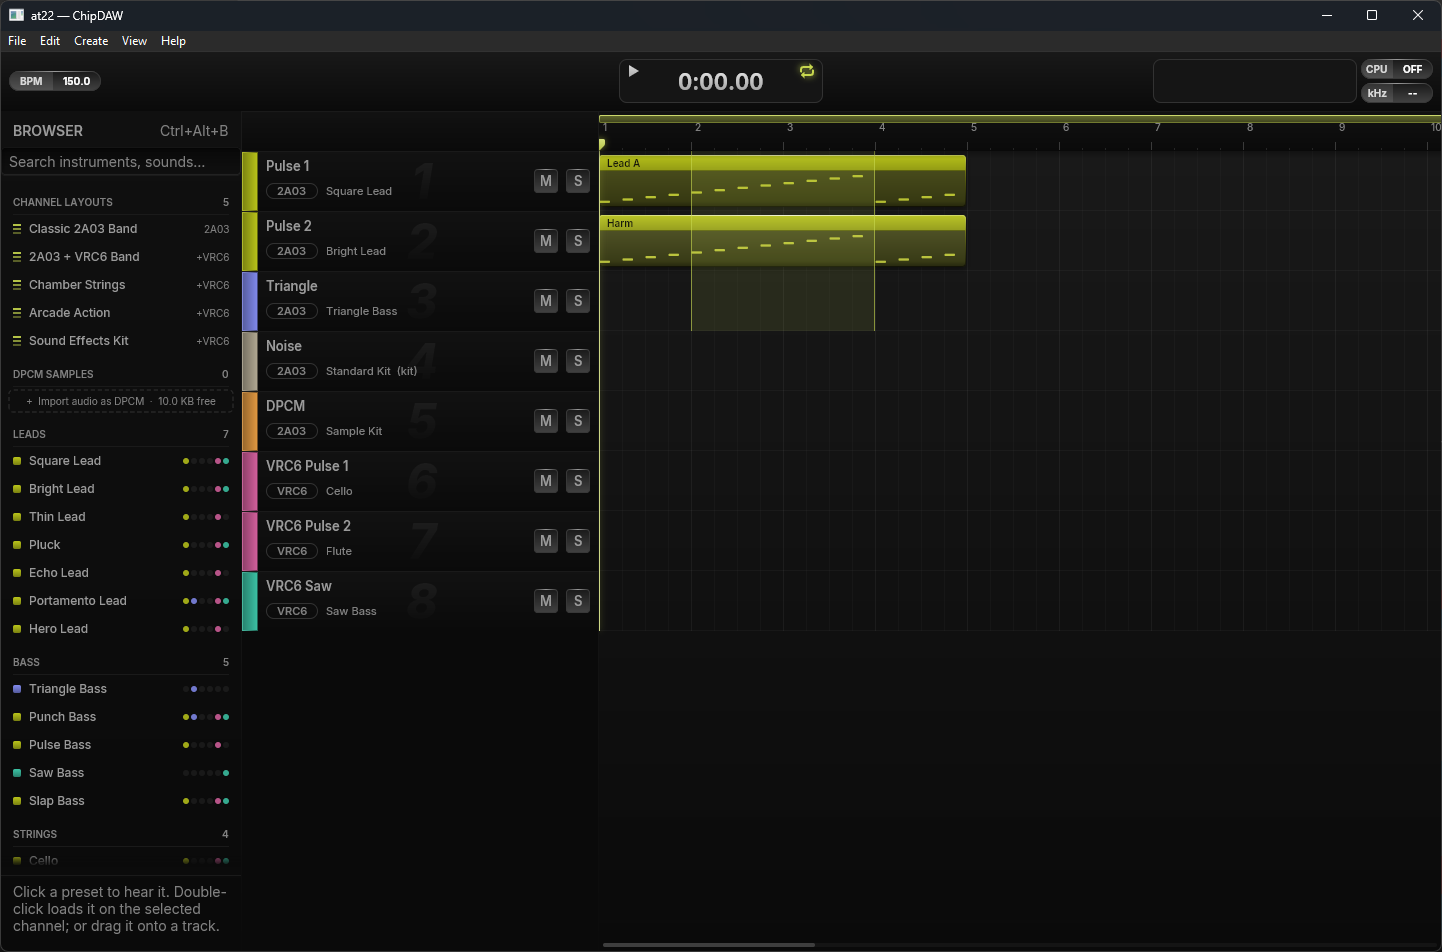 at22 — ChipDAW
File Edit Create View Help
BPM 150.0
0:00.00
CPU OFF
kHz --
BROWSER Ctrl+Alt+B
Search instruments, sounds...
CHANNEL LAYOUTS 5
Classic 2A03 Band 2A03
2A03 + VRC6 Band +VRC6
Chamber Strings +VRC6
Arcade Action +VRC6
Sound Effects Kit +VRC6
DPCM SAMPLES 0
+ Import audio as DPCM · 10.0 KB free
LEADS 7
Square Lead
Bright Lead
Thin Lead
Pluck
Echo Lead
Portamento Lead
Hero Lead
BASS 5
Triangle Bass
Punch Bass
Pulse Bass
Saw Bass
Slap Bass
STRINGS 4
Cello
Click a preset to hear it. Double-
click loads it on the selected
channel; or drag it onto a track.
Pulse 1
2A03 Square Lead 1 M S
Pulse 2
2A03 Bright Lead 2 M S
Triangle
2A03 Triangle Bass 3 M S
Noise
2A03 Standard Kit (kit) 4 M S
DPCM
2A03 Sample Kit 5 M S
VRC6 Pulse 1
VRC6 Cello 6 M S
VRC6 Pulse 2
VRC6 Flute 7 M S
VRC6 Saw
VRC6 Saw Bass 8 M S
1 2 3 4 5 6 7 8 9 10
Lead A
Harm